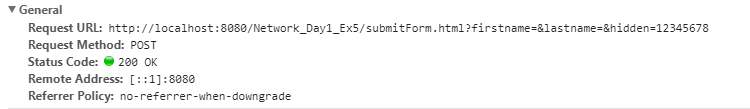 ▼ General
Request URL: http://localhost:8080/Network_Day1_Ex5/submitForm.html?firstname=&lastname=&hidden=12345678
Request Method: POST
Status Code: 200 OK
Remote Address: [::1]:8080
Referrer Policy: no-referrer-when-downgrade